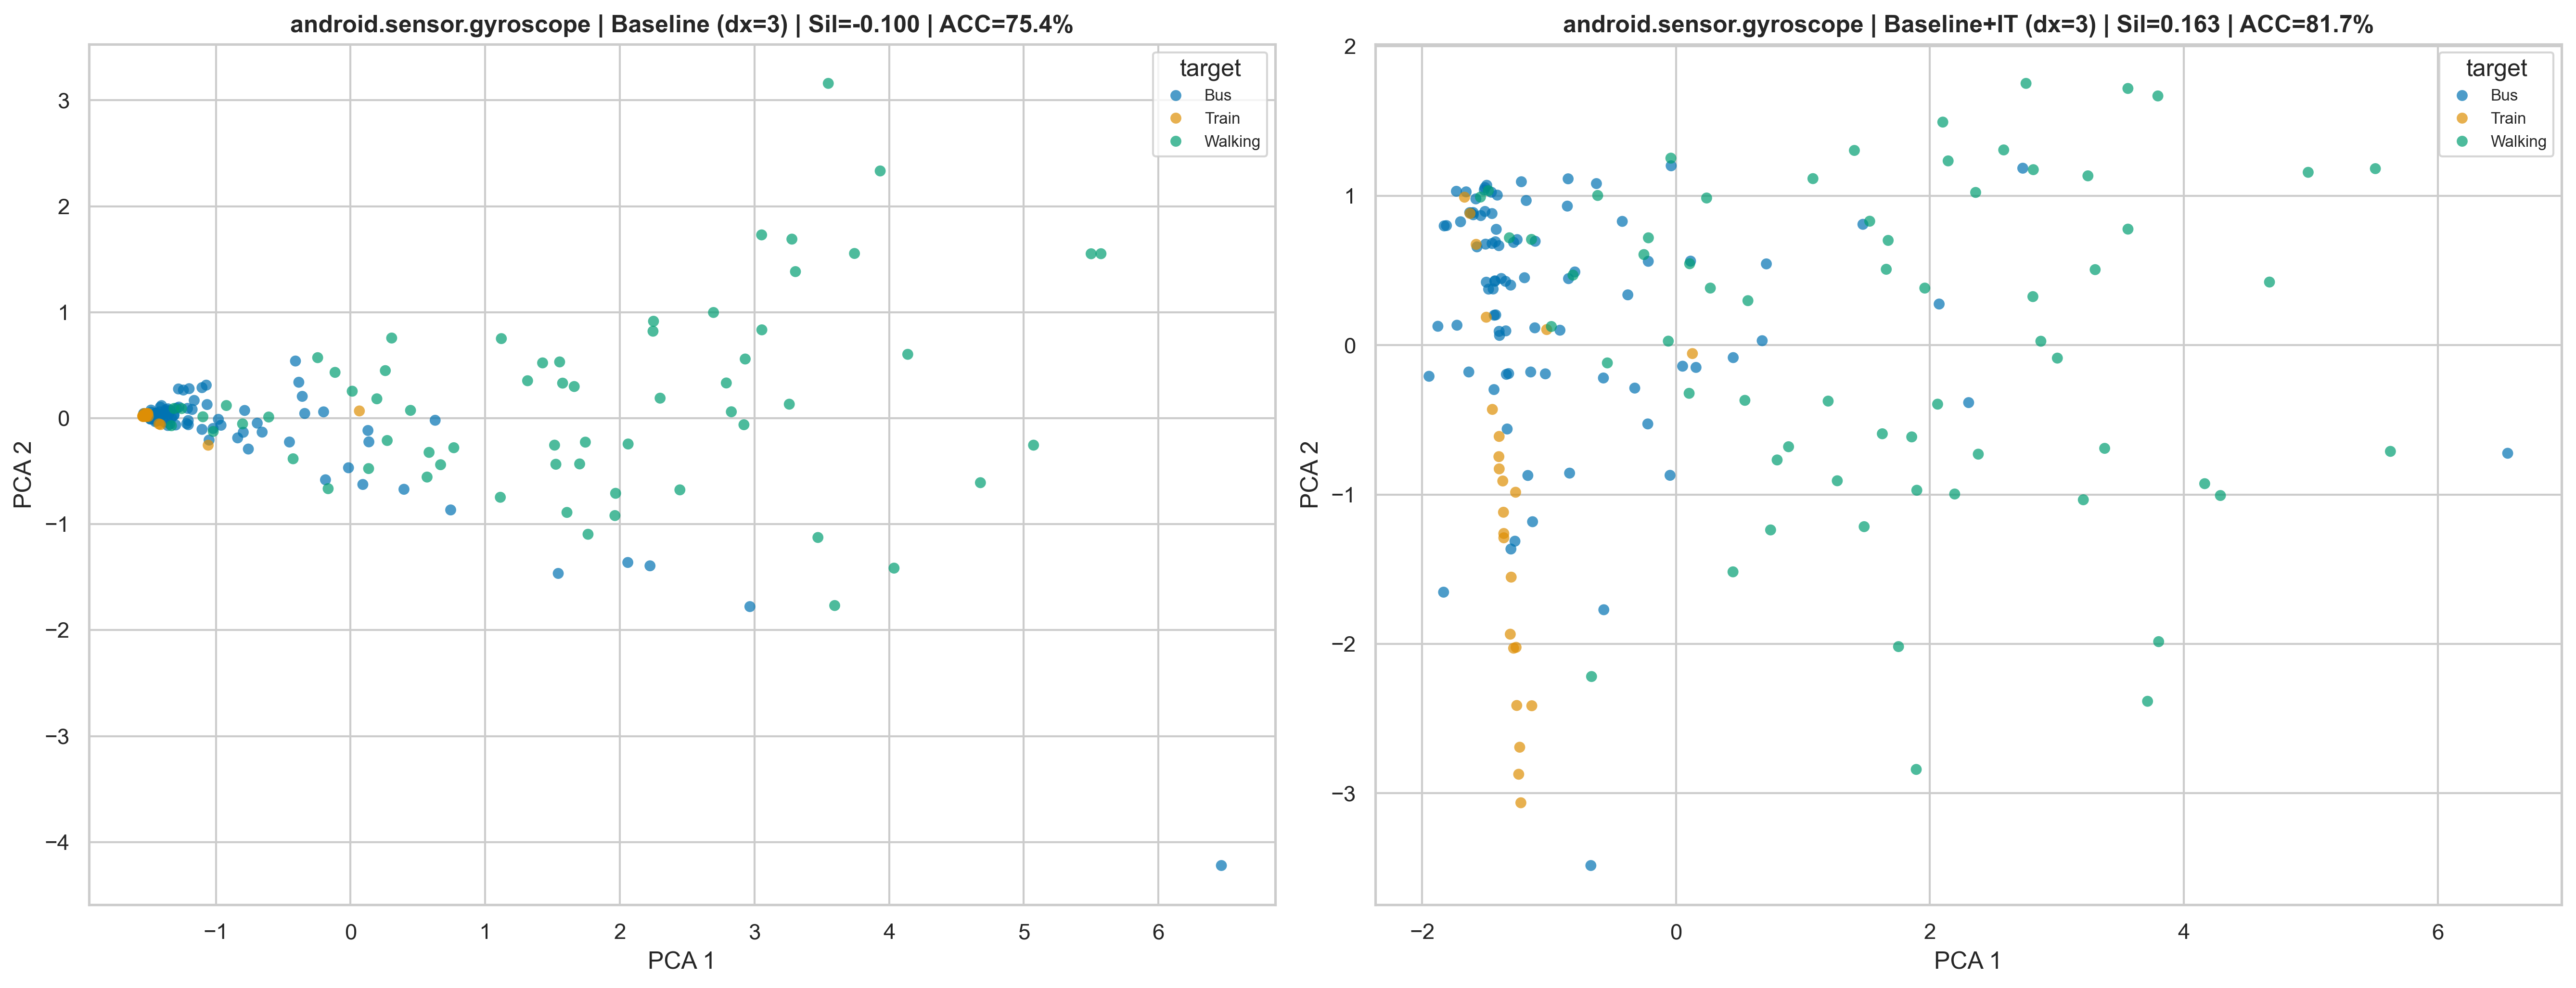 android.sensor.gyroscope | Baseline (dx=3) | Sil=-0.100 | ACC=75.4%
target
Bus
Train
Walking
3
2
1
0
−1
−2
−3
−4
PCA 2
−1 0 1 2 3 4 5 6
PCA 1
android.sensor.gyroscope | Baseline+IT (dx=3) | Sil=0.163 | ACC=81.7%
target
Bus
Train
Walking
2
1
0
−1
−2
−3
PCA 2
−2 0 2 4 6
PCA 1